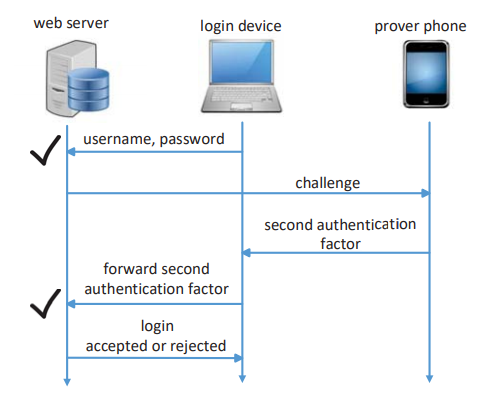 web server
login device
prover phone
username, password
challenge
second authentication
factor
forward second
authentication factor
login
accepted or rejected